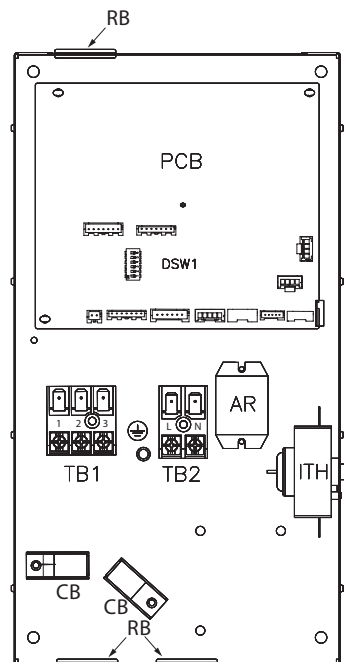 RB
PCB
DSW1
AR
1 2 3
L N
TB1
TB2
ITH
CB
CB
RB